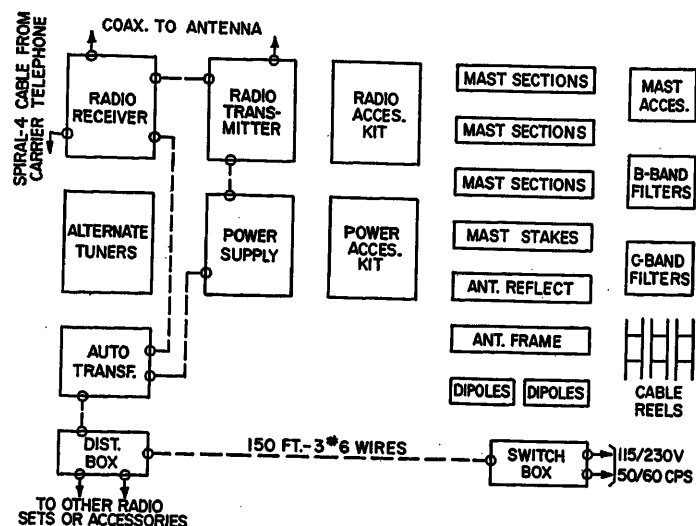 COAX. TO ANTENNA
SPIRAL-4 CABLE FROM
CARRIER TELEPHONE
RADIO
RECEIVER
RADIO
TRANS-
MITTER
RADIO
ACCES.
KIT
MAST SECTIONS
MAST SECTIONS
MAST SECTIONS
MAST STAKES
ANT. REFLECT
ANT. FRAME
DIPOLES
DIPOLES
MAST
ACCES.
B-BAND
FILTERS
C-BAND
FILTERS
CABLE
REELS
ALTERNATE
TUNERS
POWER
SUPPLY
POWER
ACCES.
KIT
AUTO
TRANSF.
DIST.
BOX
150 FT.-3 #6 WIRES
SWITCH
BOX
115/230V
50/60 CPS
TO OTHER RADIO
SETS OR ACCESSORIES